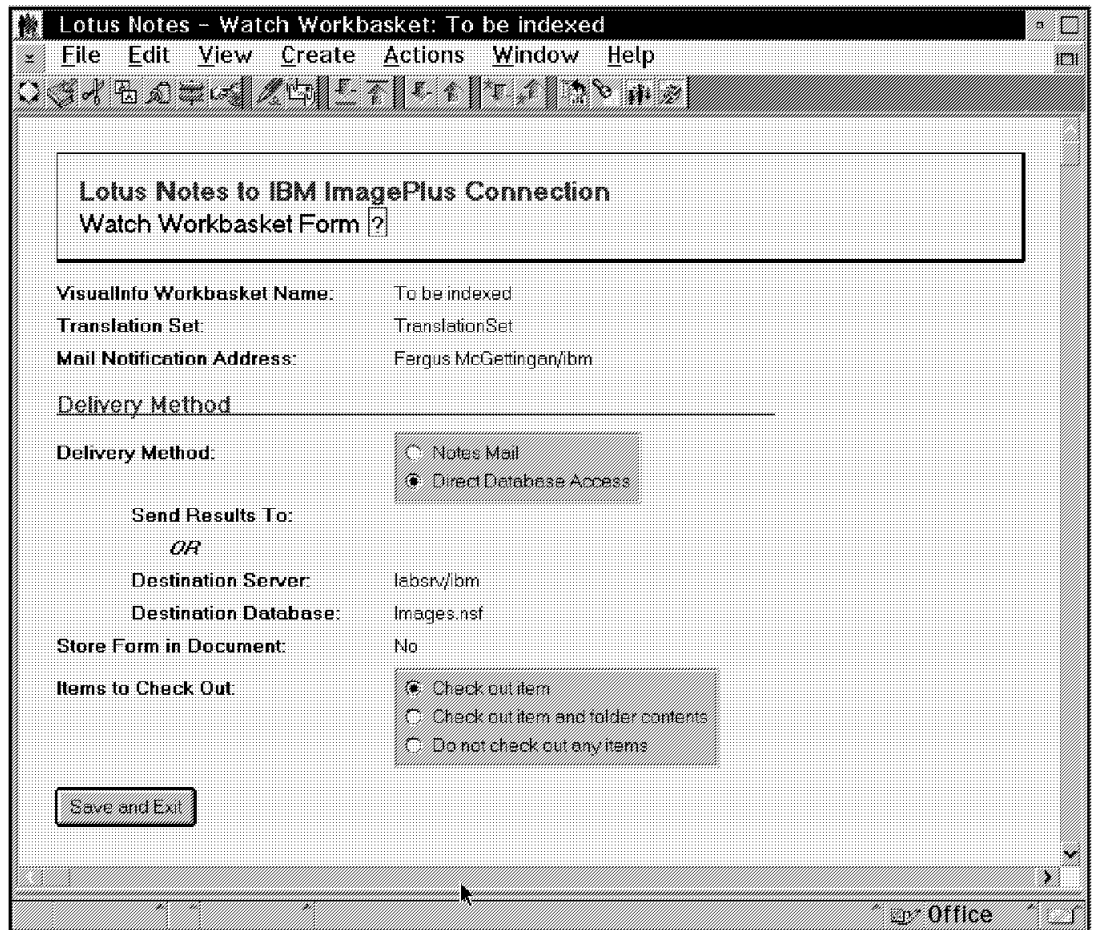 Lotus Notes - Watch Workbasket: To be indexed
File Edit View Create Actions Window Help
Lotus Notes to IBM ImagePlus Connection
Watch Workbasket Form ?
VisualInfo Workbasket Name: To be indexed
Translation Set: TranslationSet
Mail Notification Address: Fergus McGettingan/ibm
Delivery Method
Delivery Method: Notes Mail
Direct Database Access
Send Results To:
OR
Destination Server: labsrv/ibm
Destination Database: Images.nsf
Store Form in Document: No
Items to Check Out: Check out item
Check out item and folder contents
Do not check out any items
Save and Exit
Office